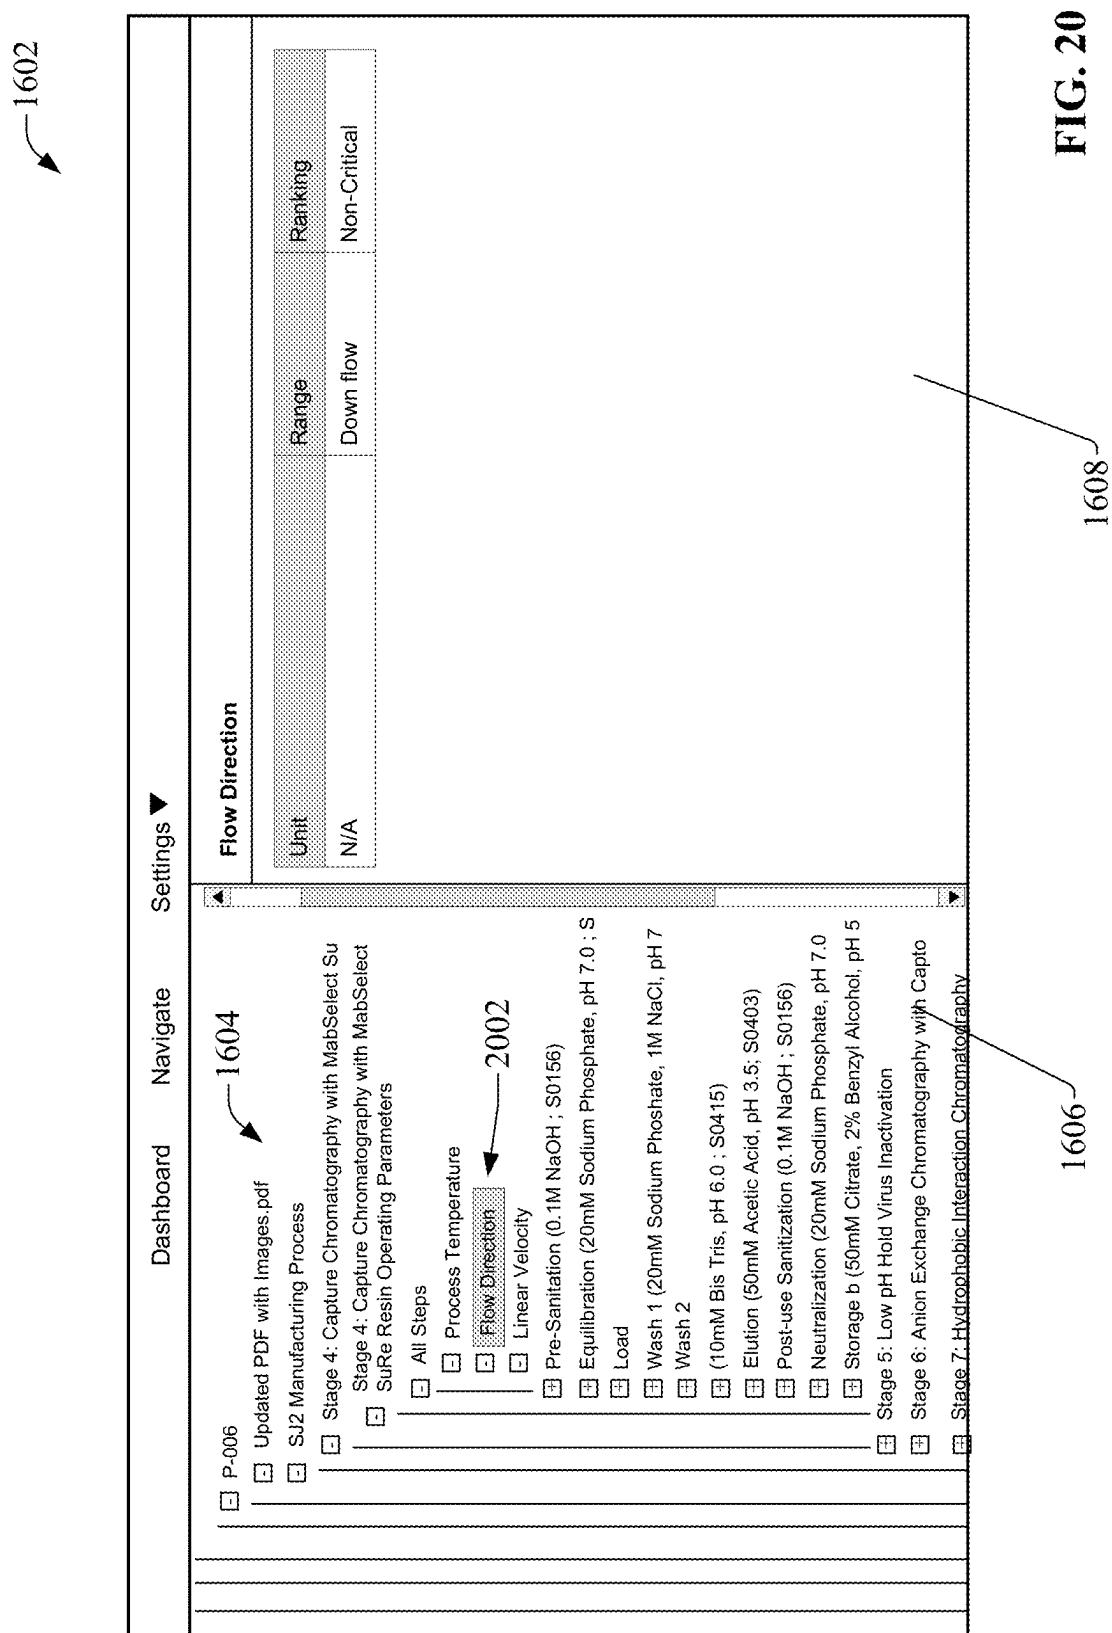 1602
Dashboard Navigate Settings ▼
1604
P-006
Updated PDF with Images.pdf
SJ2 Manufacturing Process
Stage 4: Capture Chromatography with MabSelect Su
Stage 4: Capture Chromatography with MabSelect
SuRe Resin Operating Parameters
All Steps
Process Temperature
Flow Direction
2002
Linear Velocity
Pre-Sanitation (0.1M NaOH ; S0156)
Equilibration (20mM Sodium Phosphate, pH 7.0 ; S
Load
Wash 1 (20mM Sodium Phoshate, 1M NaCl, pH 7
Wash 2
(10mM Bis Tris, pH 6.0 ; S0415)
Elution (50mM Acetic Acid, pH 3.5; S0403)
Post-use Sanitization (0.1M NaOH ; S0156)
Neutralization (20mM Sodium Phosphate, pH 7.0
Storage b (50mM Citrate, 2% Benzyl Alcohol, pH 5
Stage 5: Low pH Hold Virus Inactivation
Stage 6: Anion Exchange Chromatography with Capto
Stage 7: Hydrophobic Interaction Chromatography
Flow Direction
Unit Range Ranking
N/A Down flow Non-Critical
1606
1608
FIG. 20